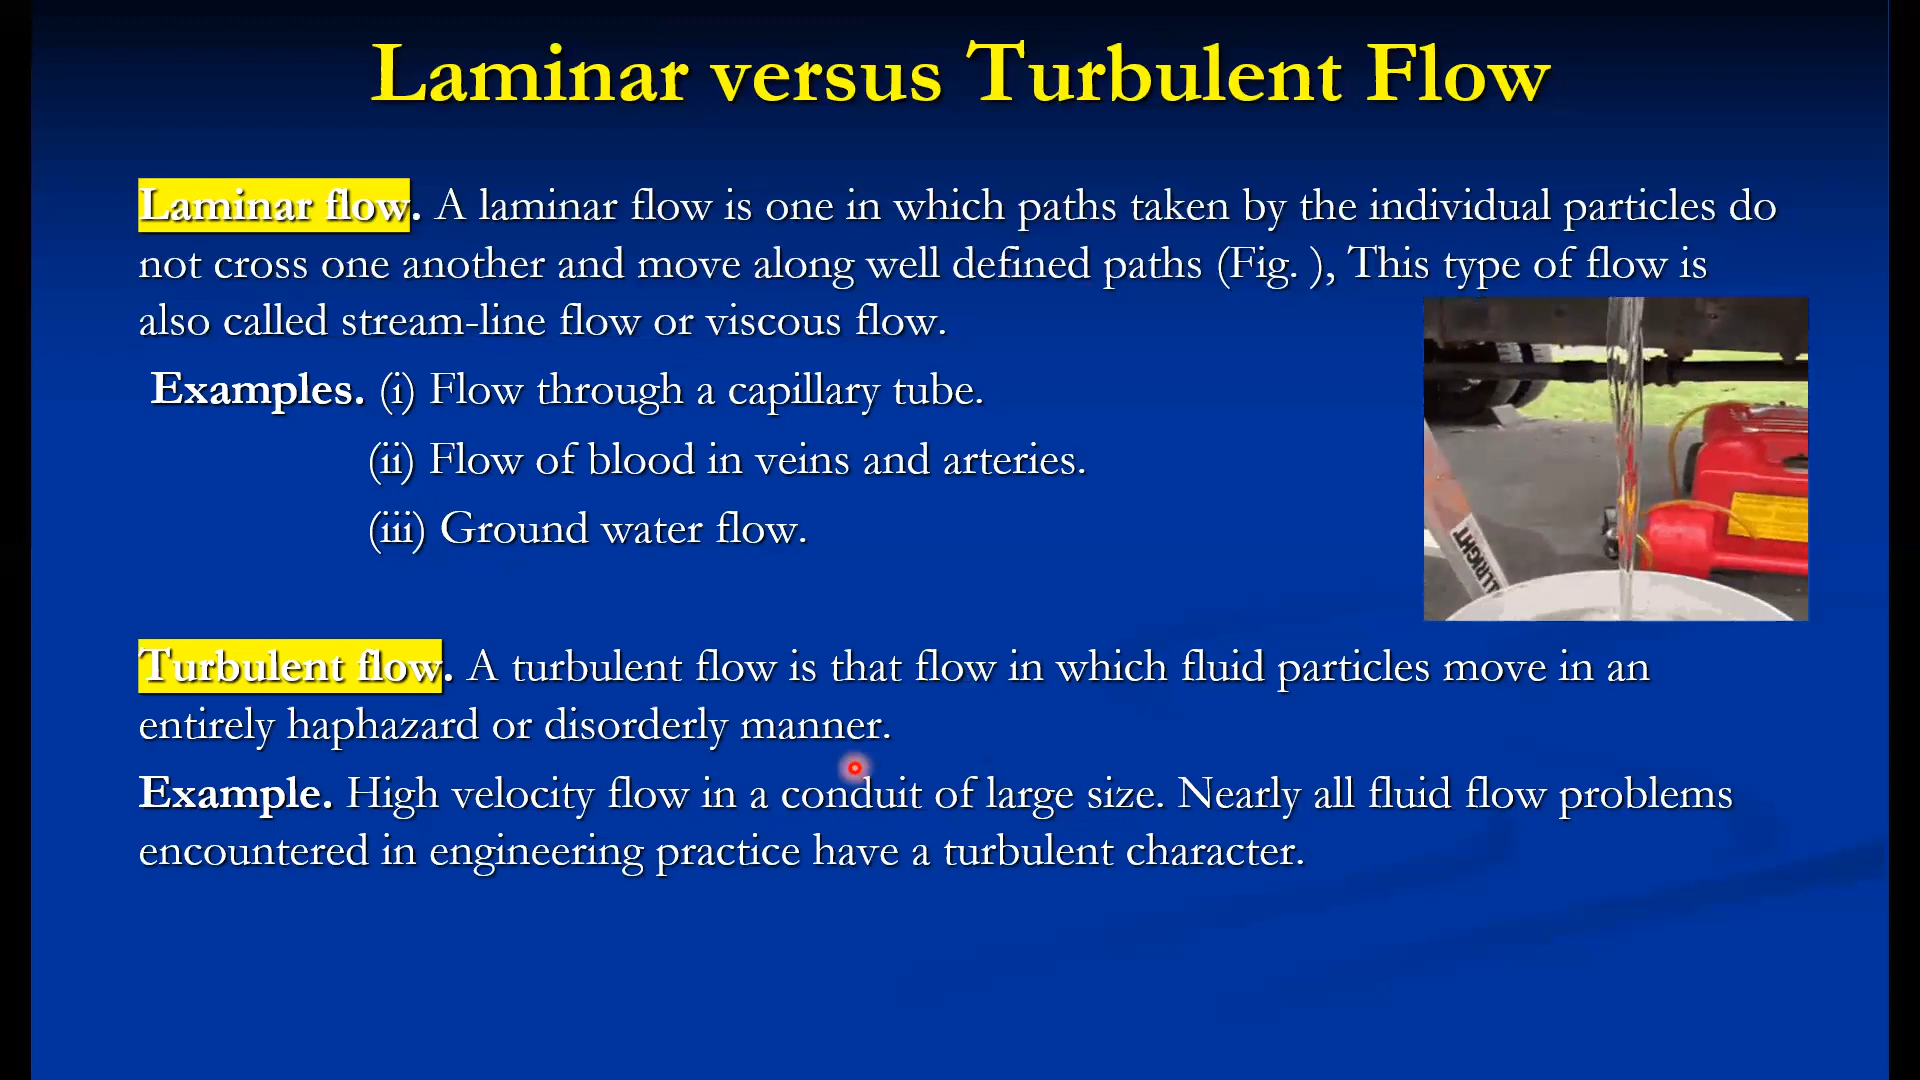 Laminar versus Turbulent Flow
Laminar flow. A laminar flow is one in which paths taken by the individual particles do
not cross one another and move along well defined paths (Fig. ), This type of flow is
also called stream-line flow or viscous flow.
Examples. (i) Flow through a capillary tube.
(ii) Flow of blood in veins and arteries.
(iii) Ground water flow.
Turbulent flow. A turbulent flow is that flow in which fluid particles move in an
entirely haphazard or disorderly manner.
Example. High velocity flow in a conduit of large size. Nearly all fluid flow problems
encountered in engineering practice have a turbulent character.